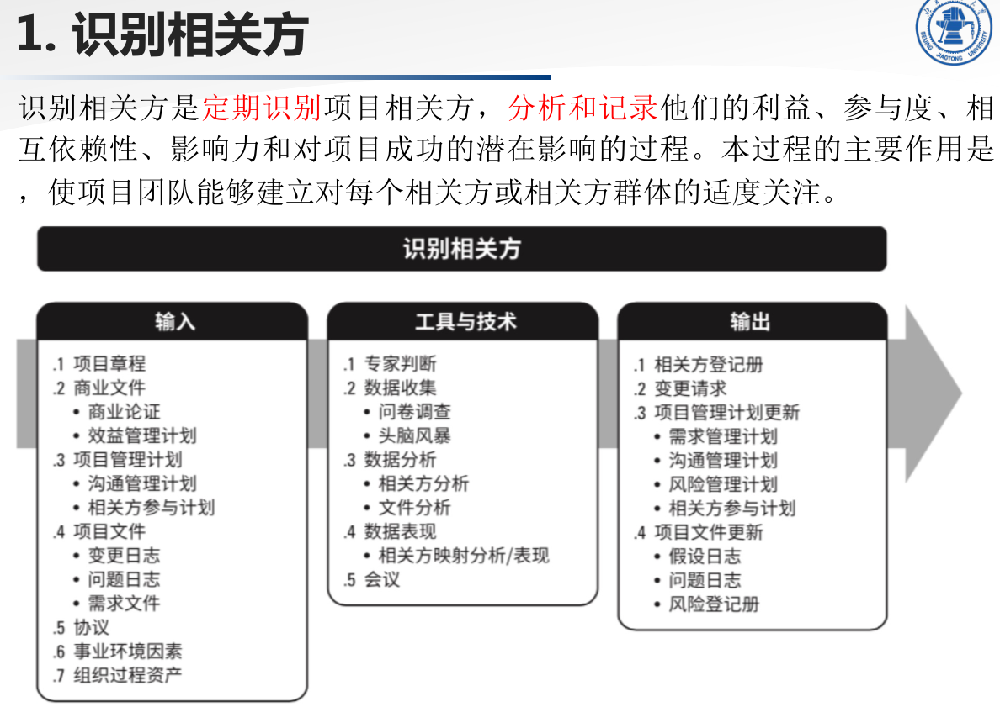 1. 识别相关方
BEIJING JIAOTONG UNIVERSITY
识别相关方是定期识别项目相关方，分析和记录他们的利益、参与度、相
互依赖性、影响力和对项目成功的潜在影响的过程。本过程的主要作用是
，使项目团队能够建立对每个相关方或相关方群体的适度关注。
识别相关方
输入
.1 项目章程
.2 商业文件
• 商业论证
• 效益管理计划
.3 项目管理计划
• 沟通管理计划
• 相关方参与计划
.4 项目文件
• 变更日志
• 问题日志
• 需求文件
.5 协议
.6 事业环境因素
.7 组织过程资产
工具与技术
.1 专家判断
.2 数据收集
• 问卷调查
• 头脑风暴
.3 数据分析
• 相关方分析
• 文件分析
.4 数据表现
• 相关方映射分析/表现
.5 会议
输出
.1 相关方登记册
.2 变更请求
.3 项目管理计划更新
• 需求管理计划
• 沟通管理计划
• 风险管理计划
• 相关方参与计划
.4 项目文件更新
• 假设日志
• 问题日志
• 风险登记册